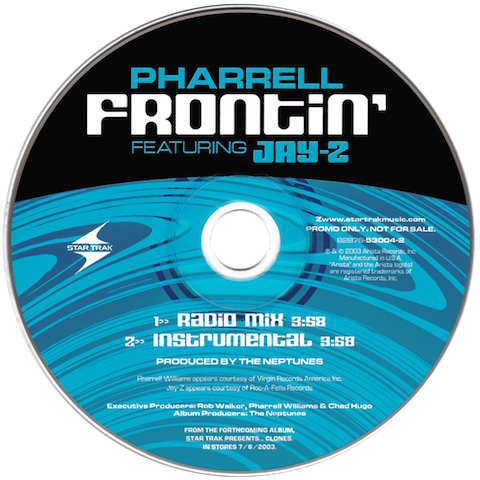 PHARRELL
FRONTIN'
FEATURING JAY-Z
STAR TRAK
Zwww.startrakmusic.com
PROMO ONLY. NOT FOR SALE.
82876-53004-2
℗ & © 2003 Arista Records, Inc.
Manufactured in U.S.A.
"Arista" and the Arista logo(s)
are registered trademarks of
Arista Records, Inc.
1>> Radio Mix 3:58
2>> Instrumental 3:58
PRODUCED BY THE NEPTUNES
Pharrell Williams appears courtesy of Virgin Records America Inc.
Jay-Z appears courtesy of Roc-A-Fella Records
Executive Producers: Rob Walker, Pharrell Williams & Chad Hugo
Album Producers: The Neptunes
FROM THE FORTHCOMING ALBUM,
STAR TRAK PRESENTS... CLONES.
IN STORES 7/8/2003.